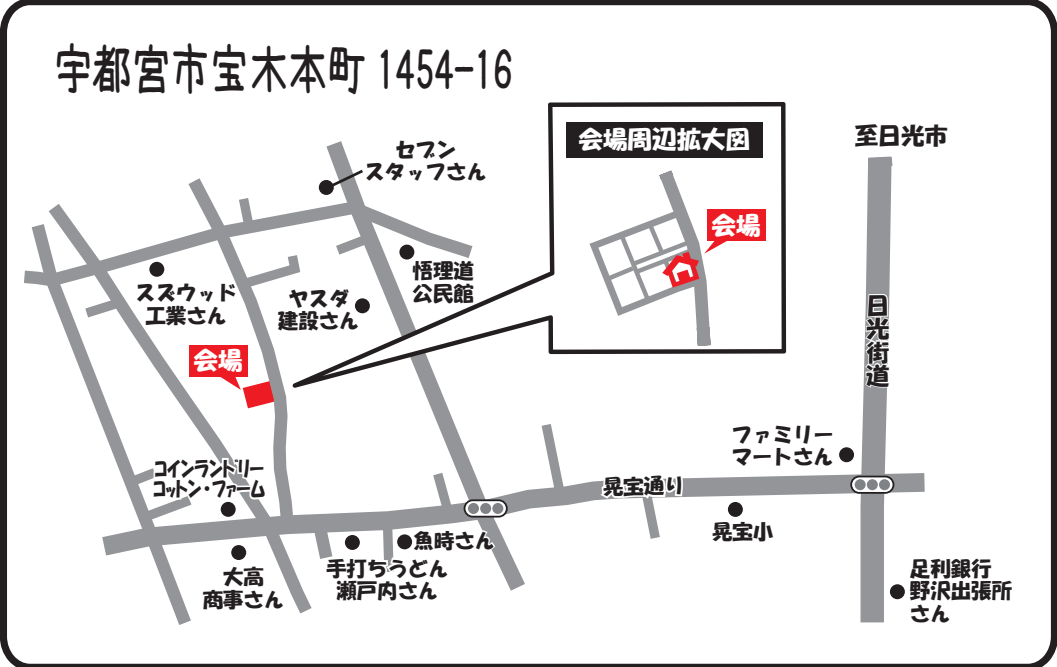 宇都宮市宝木本町 1454-16
会場周辺拡大図
会場
至日光市
セブン
スタッフさん
悟理道
公民館
スズウッド
工業さん
ヤスダ
建設さん
会場
日光街道
ファミリー
マートさん
コインランドリー
コットン・ファーム
晃宝通り
晃宝小
魚時さん
手打ちうどん
瀬戸内さん
大高
商事さん
足利銀行
野沢出張所
さん